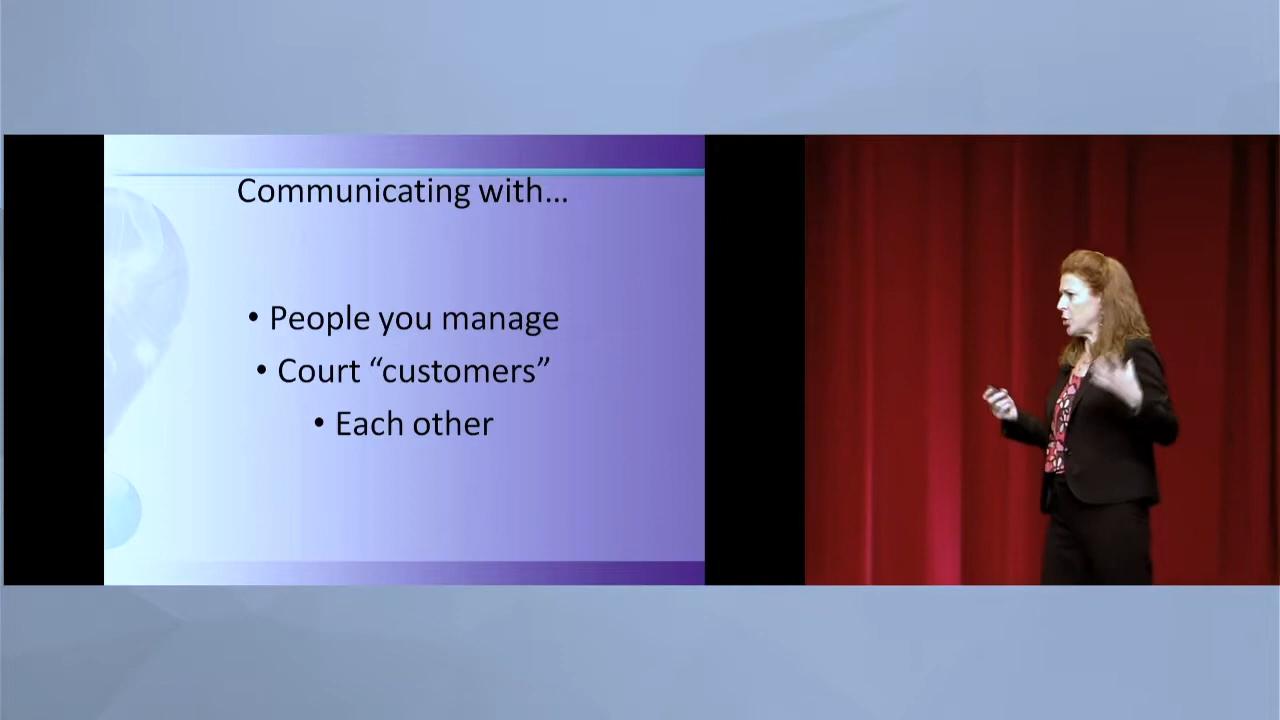 Communicating with...
• People you manage
• Court “customers”
• Each other